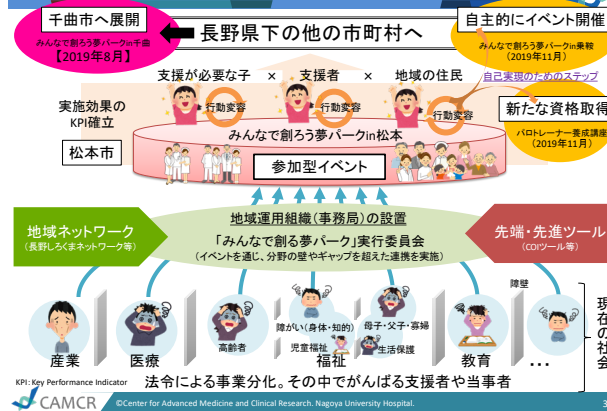 千曲市へ展開
みんなで創ろう夢パークin千曲
【2019年8月】
長野県下の他の市町村へ
自主的にイベント開催
みんなで創ろう夢パークin乗鞍
(2019年11月)
支援が必要な子 × 支援者 × 地域の住民
自己実現のためのステップ
実施効果の
KPI確立
行動変容
行動変容
行動変容
新たな資格取得
パロトレーナー養成講座
(2019年11月)
みんなで創ろう夢パークin松本
松本市
参加型イベント
地域ネットワーク
(長野しろくまネットワーク等)
地域運用組織(事務局)の設置
「みんなで創る夢パーク」実行委員会
(イベントを通じ、分野の壁やギャップを超えた連携を実施)
先端・先進ツール
(COIツール等)
障壁
現在の社会
産業
医療
高齢者
障がい(身体・知的)
母子・父子・寡婦
児童福祉
生活保護
福祉
教育
…
KPI: Key Performance Indicator
法令による事業分化。その中でがんばる支援者や当事者
CAMCR
©Center for Advanced Medicine and Clinical Research. Nagoya University Hospital.
3